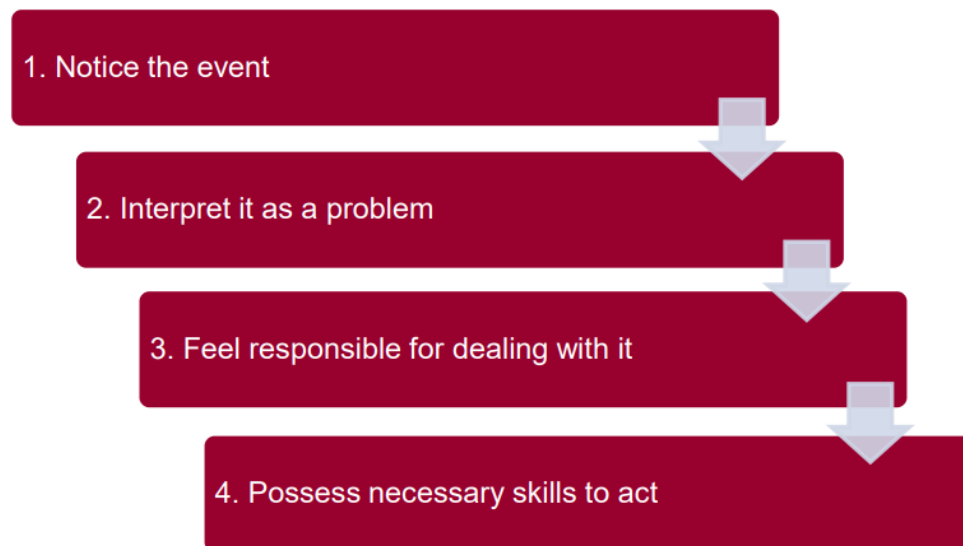 1. Notice the event
2. Interpret it as a problem
3. Feel responsible for dealing with it
4. Possess necessary skills to act